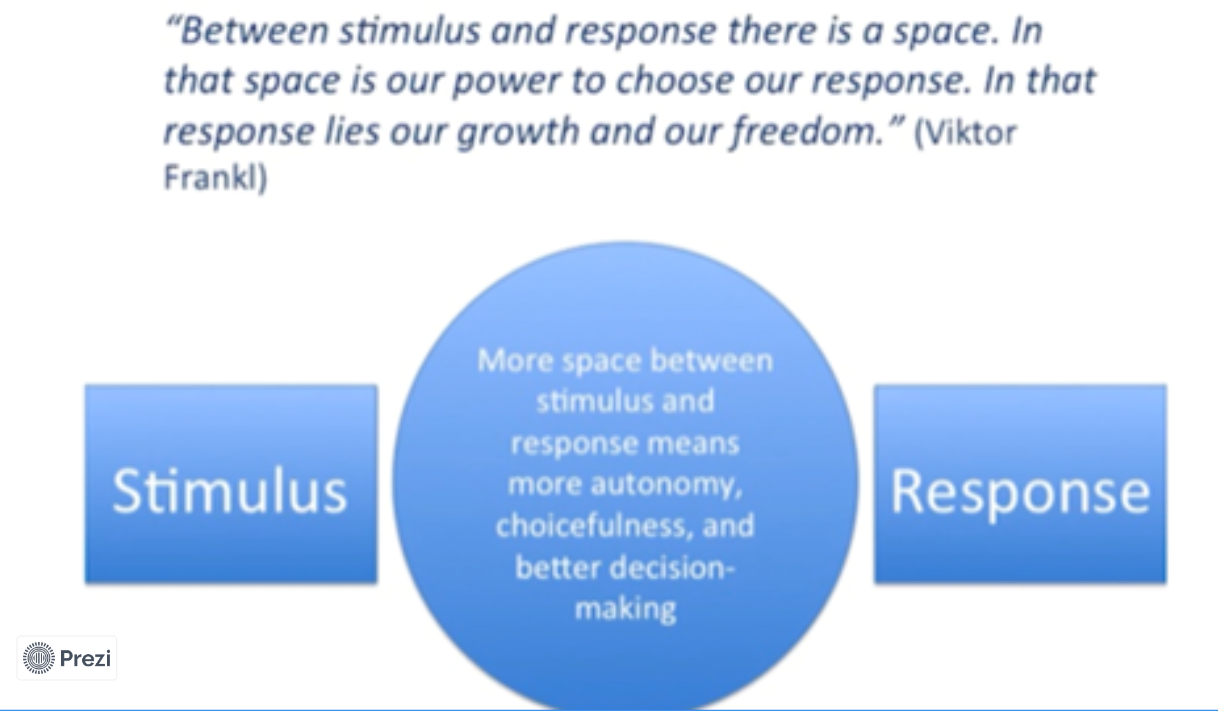 “Between stimulus and response there is a space. In
that space is our power to choose our response. In that
response lies our growth and our freedom.” (Viktor
Frankl)
More space between
stimulus and
response means
more autonomy,
choicefulness, and
better decision-
making
Stimulus
Response
Prezi